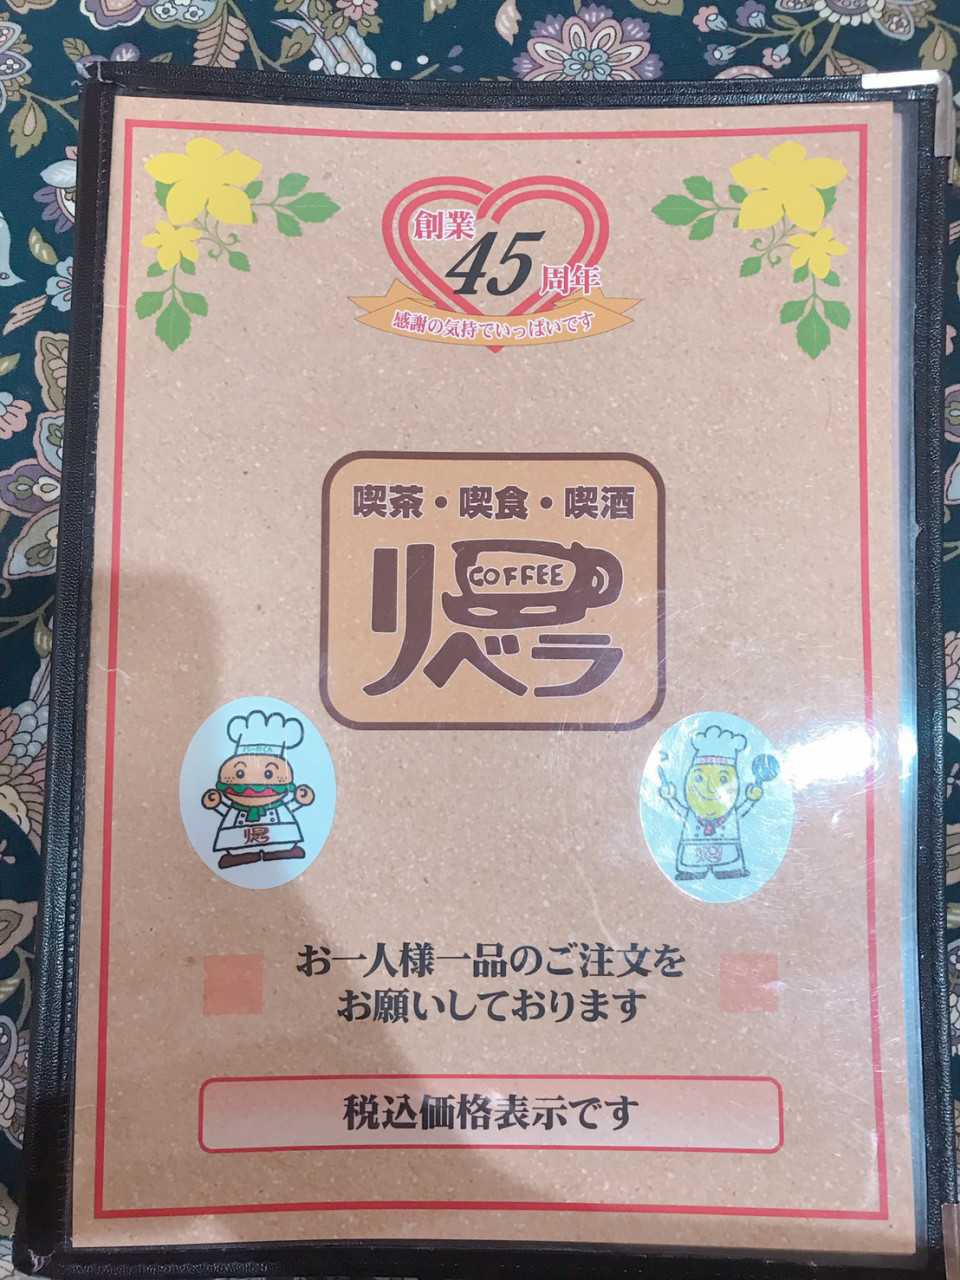 創業
45
周年
感謝の気持でいっぱいです
喫茶・喫食・喫酒
COFFEE
リベラ
お一人様一品のご注文を
お願いしております
税込価格表示です